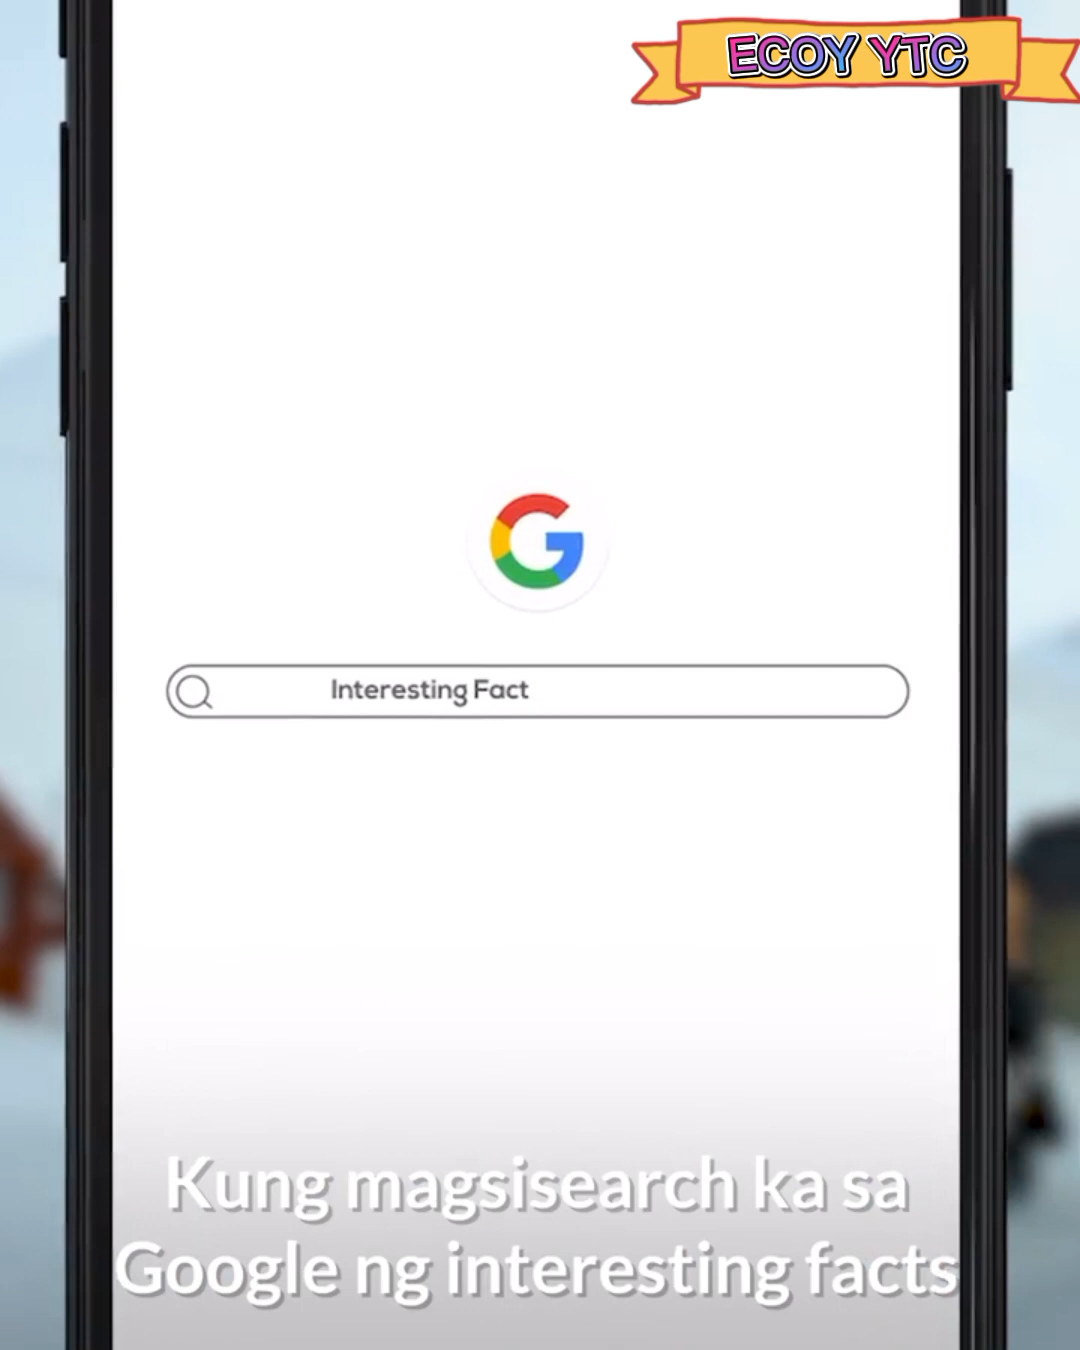 ECOY YTC
Interesting Fact
Kung magsisearch ka sa
Google ng interesting facts